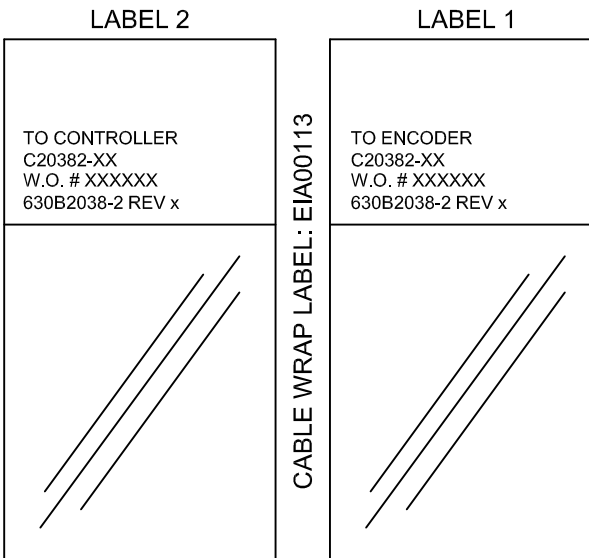 LABEL 2
TO CONTROLLER
C20382-XX
W.O. # XXXXXX
630B2038-2 REV x
CABLE WRAP LABEL: EIA00113
LABEL 1
TO ENCODER
C20382-XX
W.O. # XXXXXX
630B2038-2 REV x